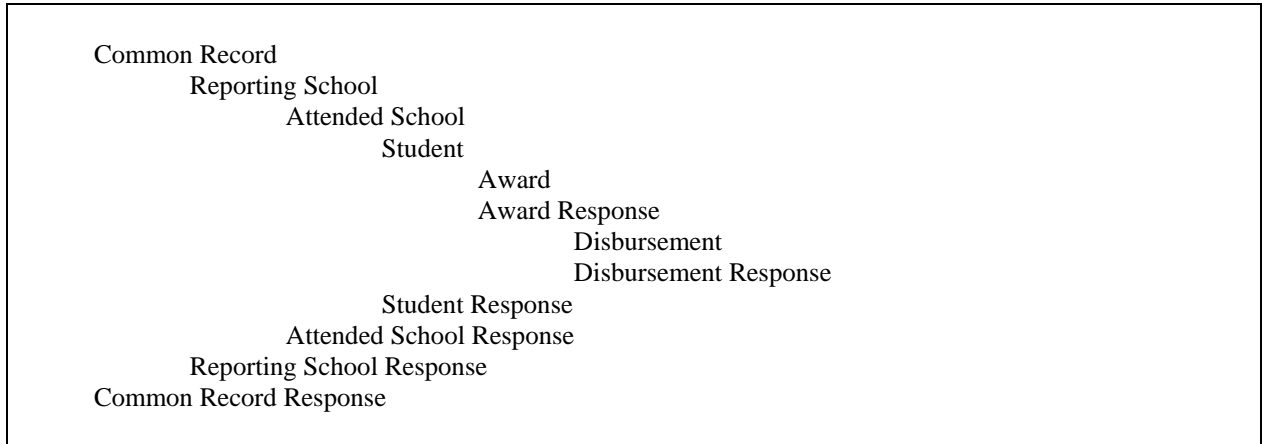 Common Record
Reporting School
Attended School
Student
Award
Award Response
Disbursement
Disbursement Response
Student Response
Attended School Response
Reporting School Response
Common Record Response